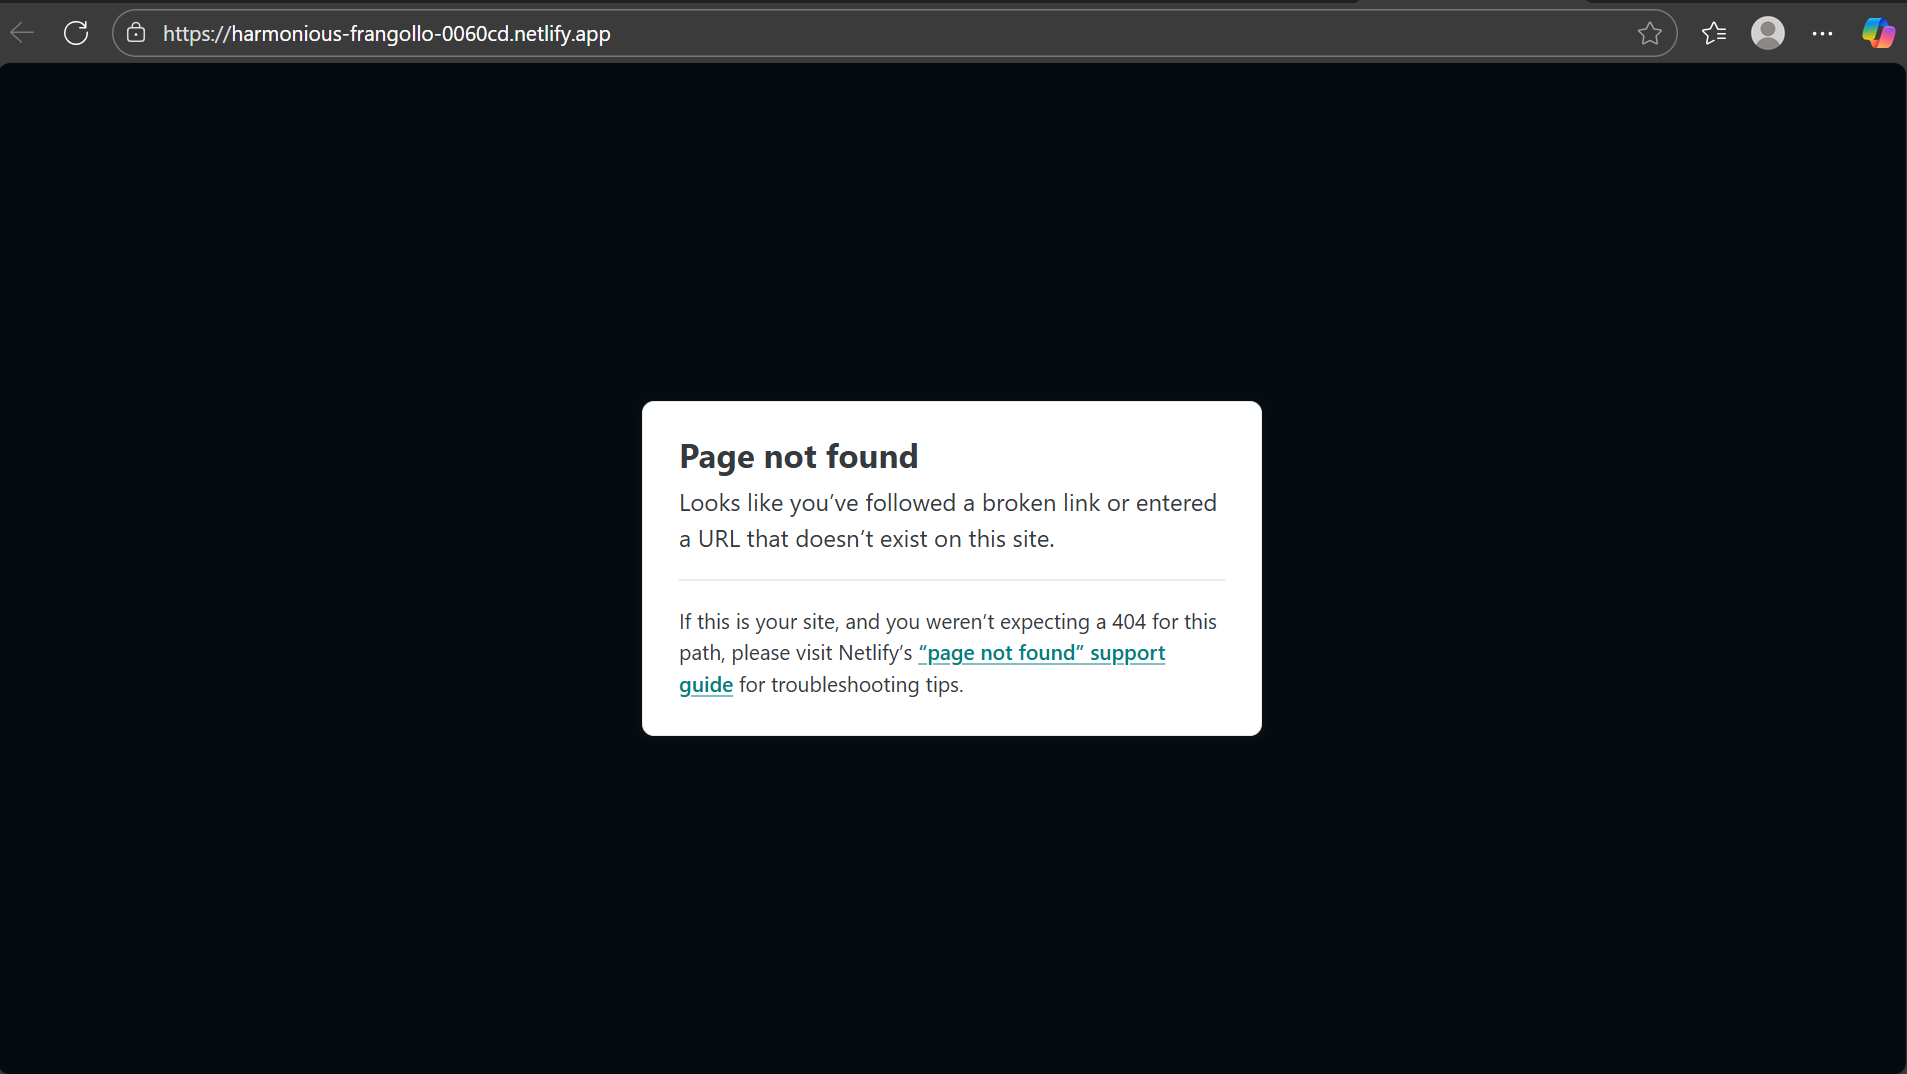 https://harmonious-frangollo-0060cd.netlify.app
Page not found
Looks like you’ve followed a broken link or entered
a URL that doesn’t exist on this site.
If this is your site, and you weren’t expecting a 404 for this
path, please visit Netlify’s “page not found” support
guide for troubleshooting tips.